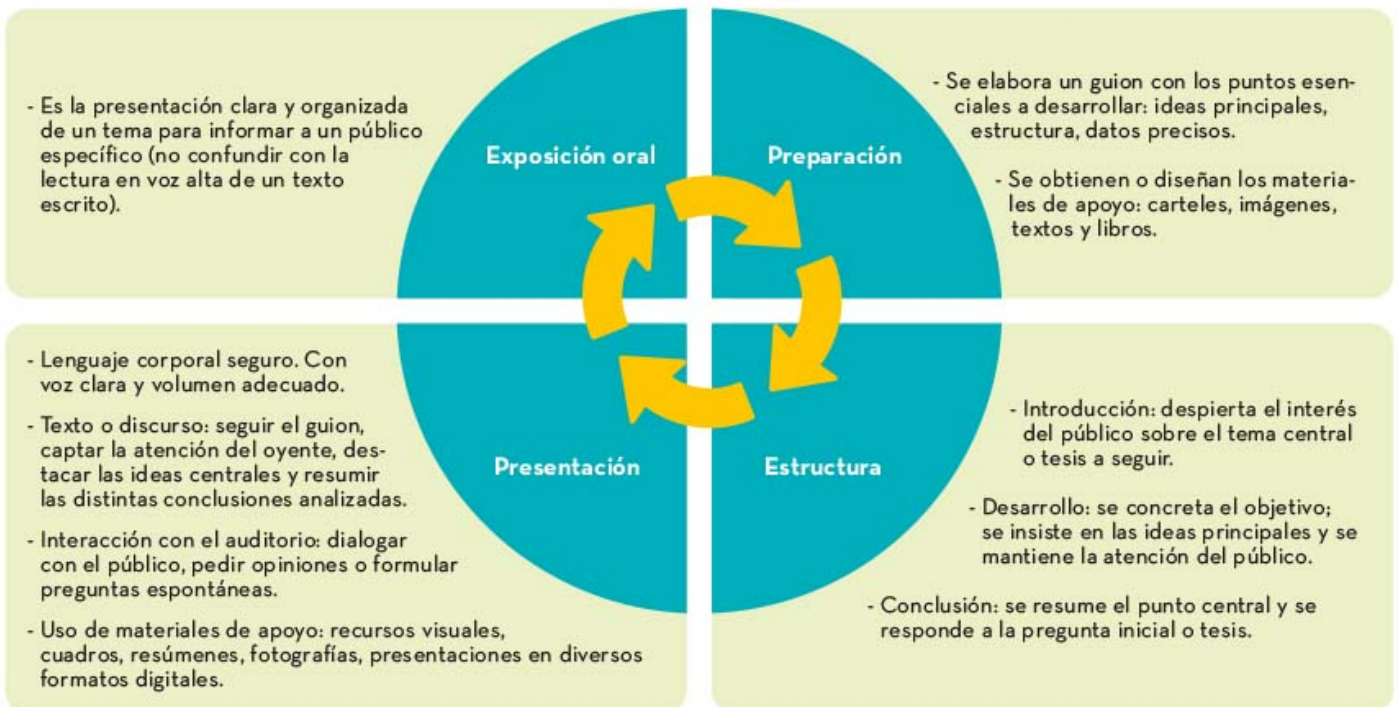 - Es la presentación clara y organizada
de un tema para informar a un público
específico (no confundir con la
lectura en voz alta de un texto
escrito).
Exposición oral
Preparación
- Se elabora un guion con los puntos esen-
ciales a desarrollar: ideas principales,
estructura, datos precisos.
- Se obtienen o diseñan los materia-
les de apoyo: carteles, imágenes,
textos y libros.
- Lenguaje corporal seguro. Con
voz clara y volumen adecuado.
- Texto o discurso: seguir el guion,
captar la atención del oyente, des-
tacar las ideas centrales y resumir
las distintas conclusiones analizadas.
- Interacción con el auditorio: dialogar
con el público, pedir opiniones o formular
preguntas espontáneas.
- Uso de materiales de apoyo: recursos visuales,
cuadros, resúmenes, fotografías, presentaciones en diversos
formatos digitales.
Presentación
Estructura
- Introducción: despierta el interés
del público sobre el tema central
o tesis a seguir.
- Desarrollo: se concreta el objetivo;
se insiste en las ideas principales y se
mantiene la atención del público.
- Conclusión: se resume el punto central y se
responde a la pregunta inicial o tesis.